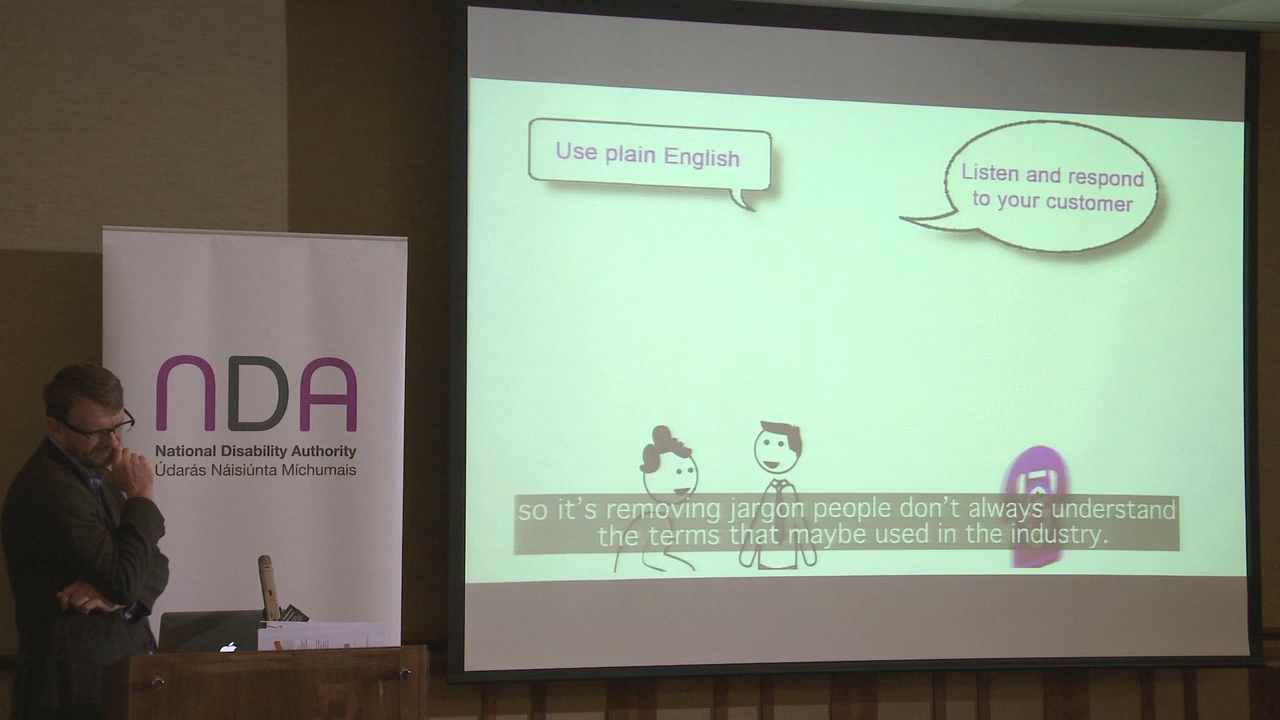 Use plain English
Listen and respond
to your customer
NDA
National Disability Authority
Údarás Náisiúnta Míchumais
so it's removing jargon people don't always understand
the terms that maybe used in the industry.